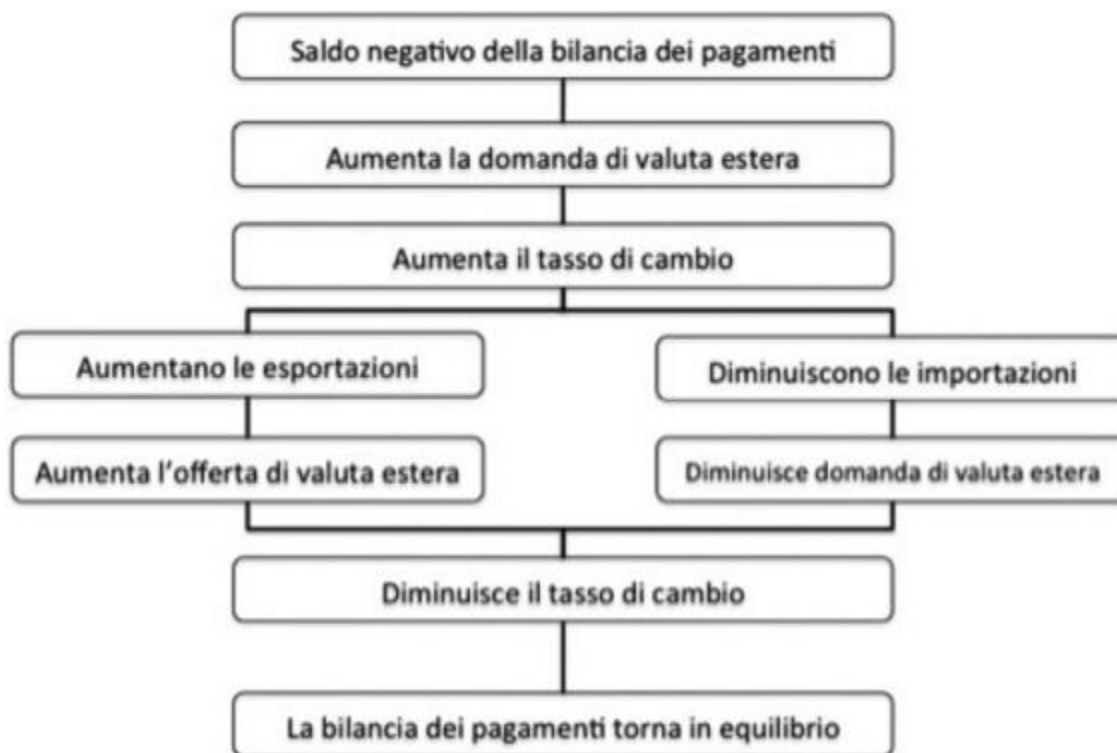 Saldo negativo della bilancia dei pagamenti
Aumenta la domanda di valuta estera
Aumenta il tasso di cambio
Aumentano le esportazioni
Diminuiscono le importazioni
Aumenta l’offerta di valuta estera
Diminuisce domanda di valuta estera
Diminuisce il tasso di cambio
La bilancia dei pagamenti torna in equilibrio